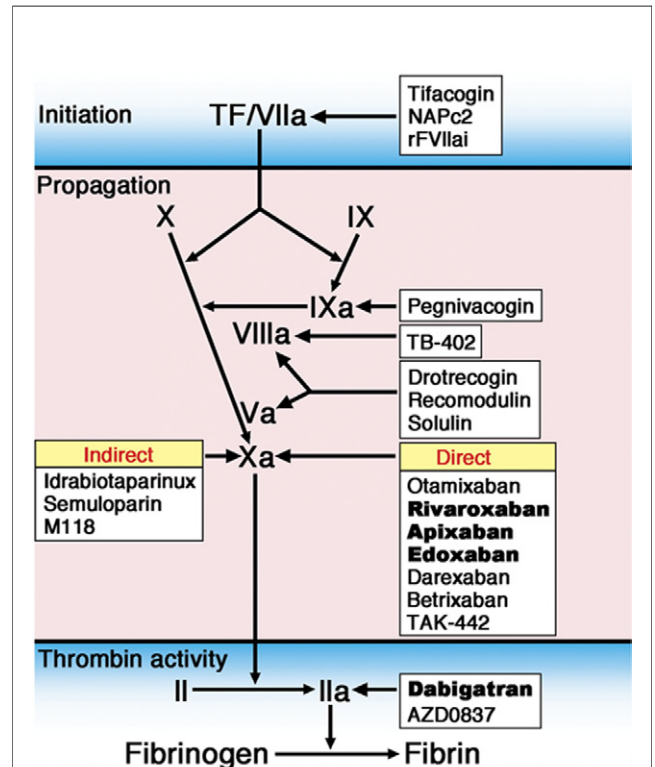 Initiation
TF/VIIa
Tifacogin
NAPc2
rFVIIai
Propagation
X
IX
IXa
Pegnivacogin
VIIIa
TB-402
Drotrecogin
Recomodulin
Solulin
Va
Indirect
Xa
Direct
Idrabiotaparinux
Semuloparin
M118
Otamixaban
Rivaroxaban
Apixaban
Edoxaban
Darexaban
Betrixaban
TAK-442
Thrombin activity
II
IIa
Dabigatran
AZD0837
Fibrinogen
Fibrin